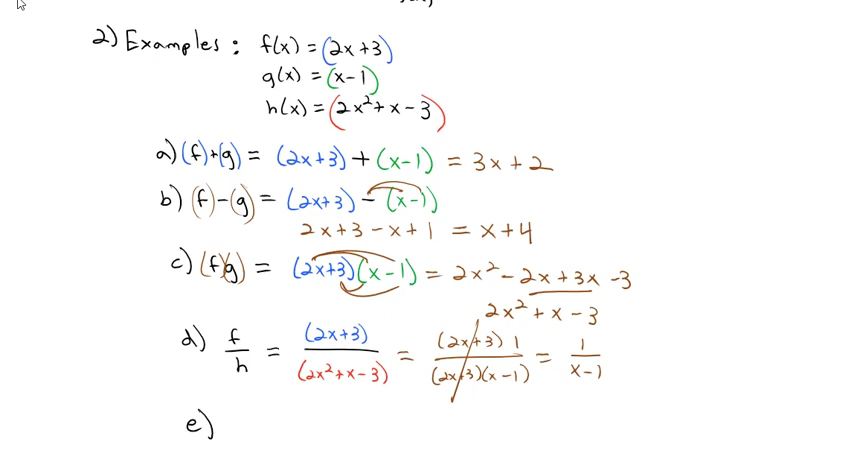 2) Examples : f(x) = (2x+3)
g(x) = (x-1)
h(x) = (2x²+x-3)
a) (f)+(g) = (2x+3) + (x-1) = 3x+2
b) (f)-(g) = (2x+3) - (x-1)
2x+3-x+1 = x+4
c) (f)(g) = (2x+3)(x-1) = 2x² - 2x + 3x - 3
2x² + x - 3
d) f/h = (2x+3)/(2x²+x-3) = (2x+3) 1/(2x+3)(x-1) = 1/x-1
e)